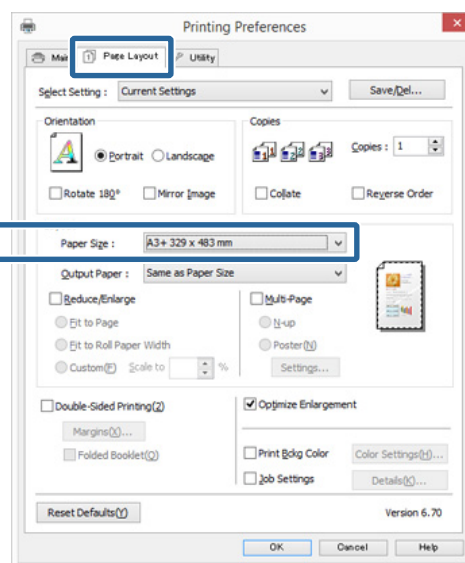 Printing Preferences
Main Page Layout Utility
Select Setting : Current Settings Save/Del...
Orientation Copies
Portrait Landscape Copies : 1
Rotate 180° Mirror Image Collate Reverse Order
Paper Size : A3+ 329 x 483 mm
Output Paper : Same as Paper Size
Reduce/Enlarge Multi-Page
Fit to Page N-up
Fit to Roll Paper Width Poster(N)
Custom(F) Scale to % Settings...
Double-Sided Printing(2) Optimize Enlargement
Margins(X)...
Folded Booklet(Q) Print Bckg Color Color Settings(H)...
Job Settings Details(K)...
Reset Defaults(Y) Version 6.70
OK Cancel Help